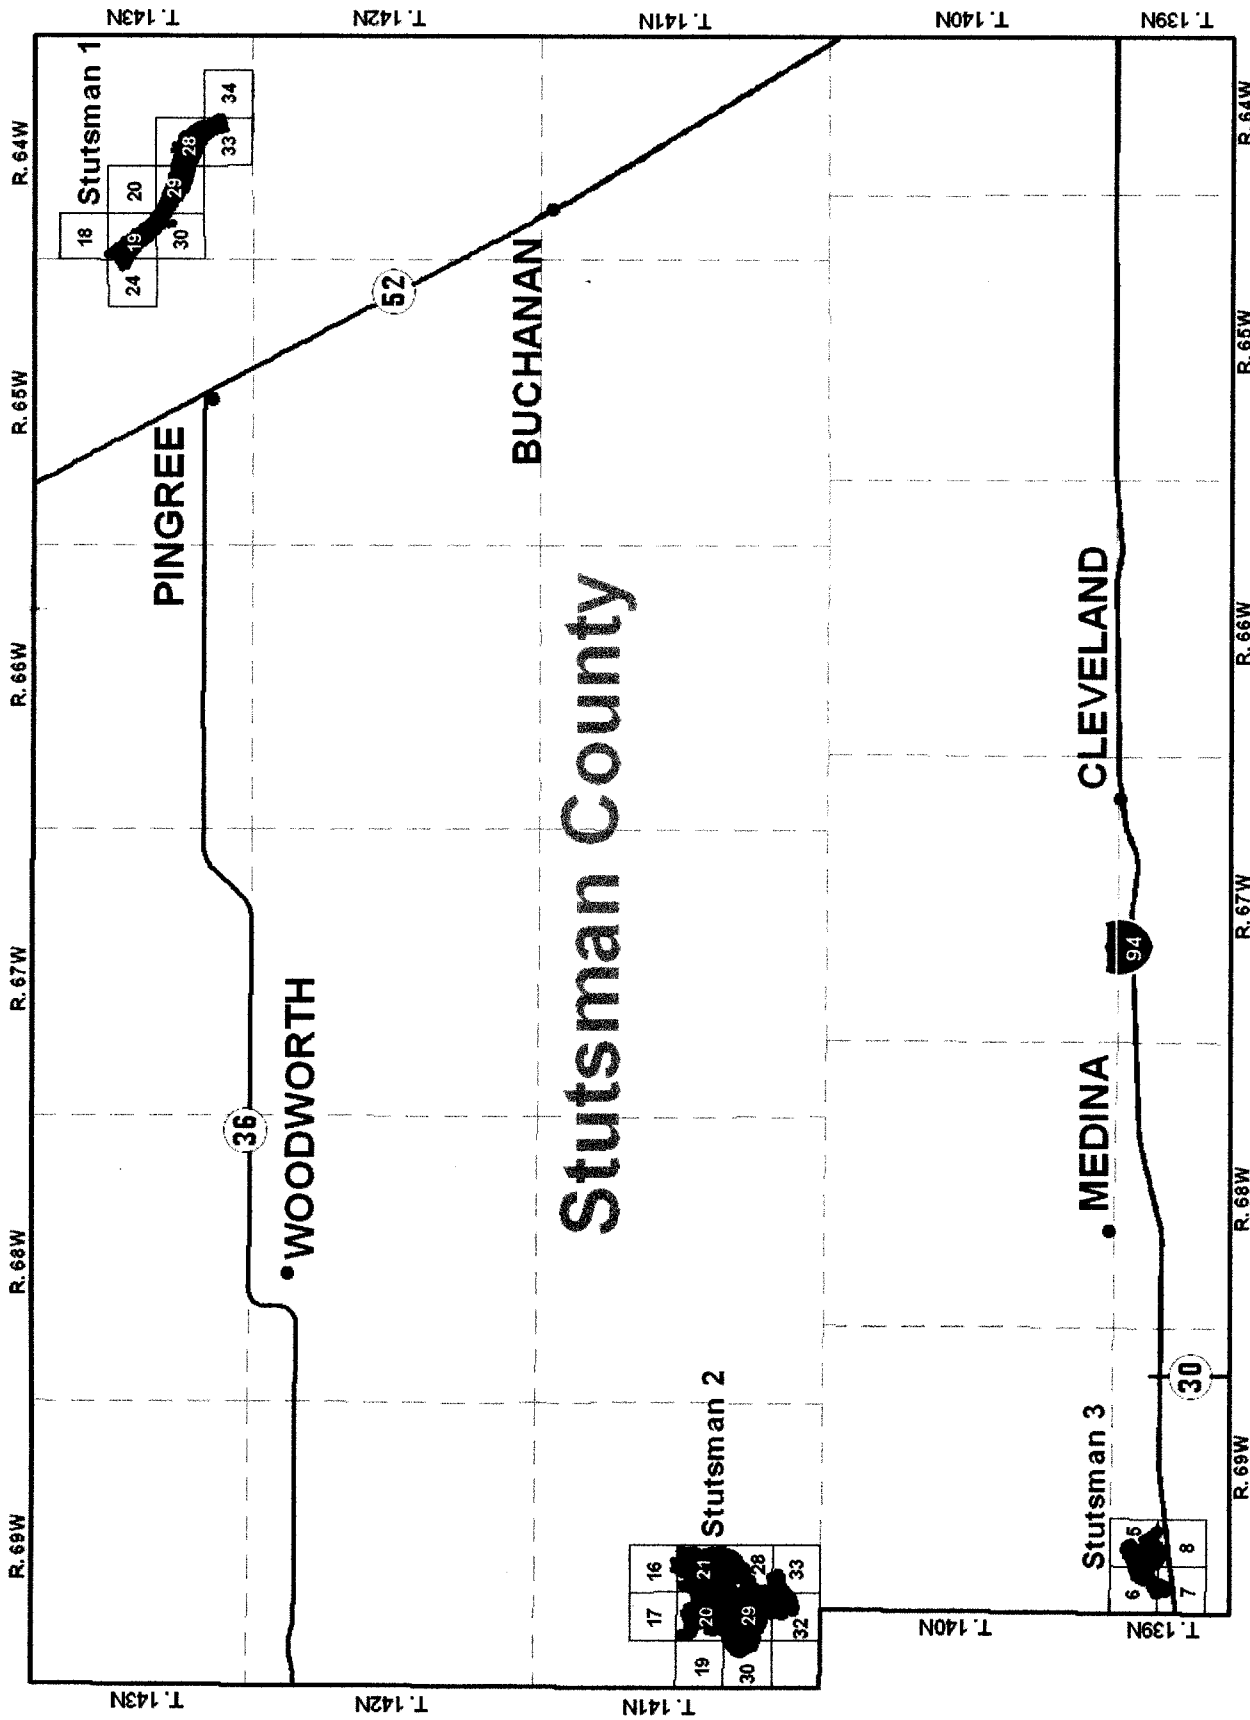 R. 69W
R. 68W
R. 67W
R. 66W
R. 65W
R. 64W
T. 143N
T. 143N
Stutsman 1
18
24
19
20
30
29
28
33
34
PINGREE
36
WOODWORTH
T. 142N
T. 142N
52
BUCHANAN
Stutsman County
T. 141N
T. 141N
17
16
19
20
21
30
29
28
32
33
Stutsman 2
T. 140N
T. 140N
MEDINA
CLEVELAND
94
Stutsman 3
T. 139N
T. 139N
6
5
7
8
30
R. 69W
R. 68W
R. 67W
R. 66W
R. 65W
R. 64W